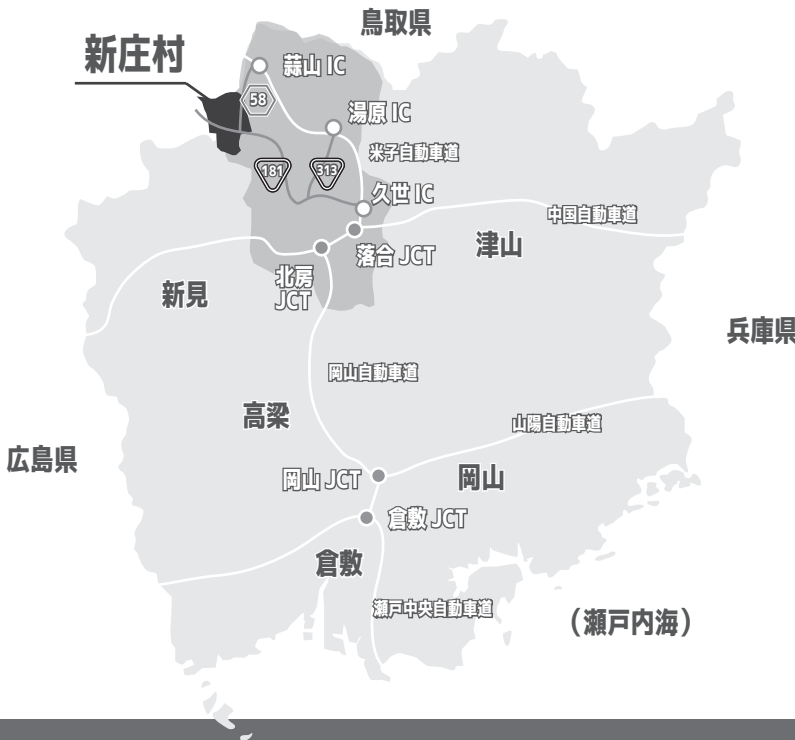 鳥取県
新庄村
蒜山 IC
58
湯原 IC
米子自動車道
181
313
久世 IC
中国自動車道
落合 JCT
津山
北房
JCT
新見
兵庫県
岡山自動車道
高梁
山陽自動車道
広島県
岡山 JCT
岡山
倉敷 JCT
倉敷
瀬戸中央自動車道
（瀬戸内海）